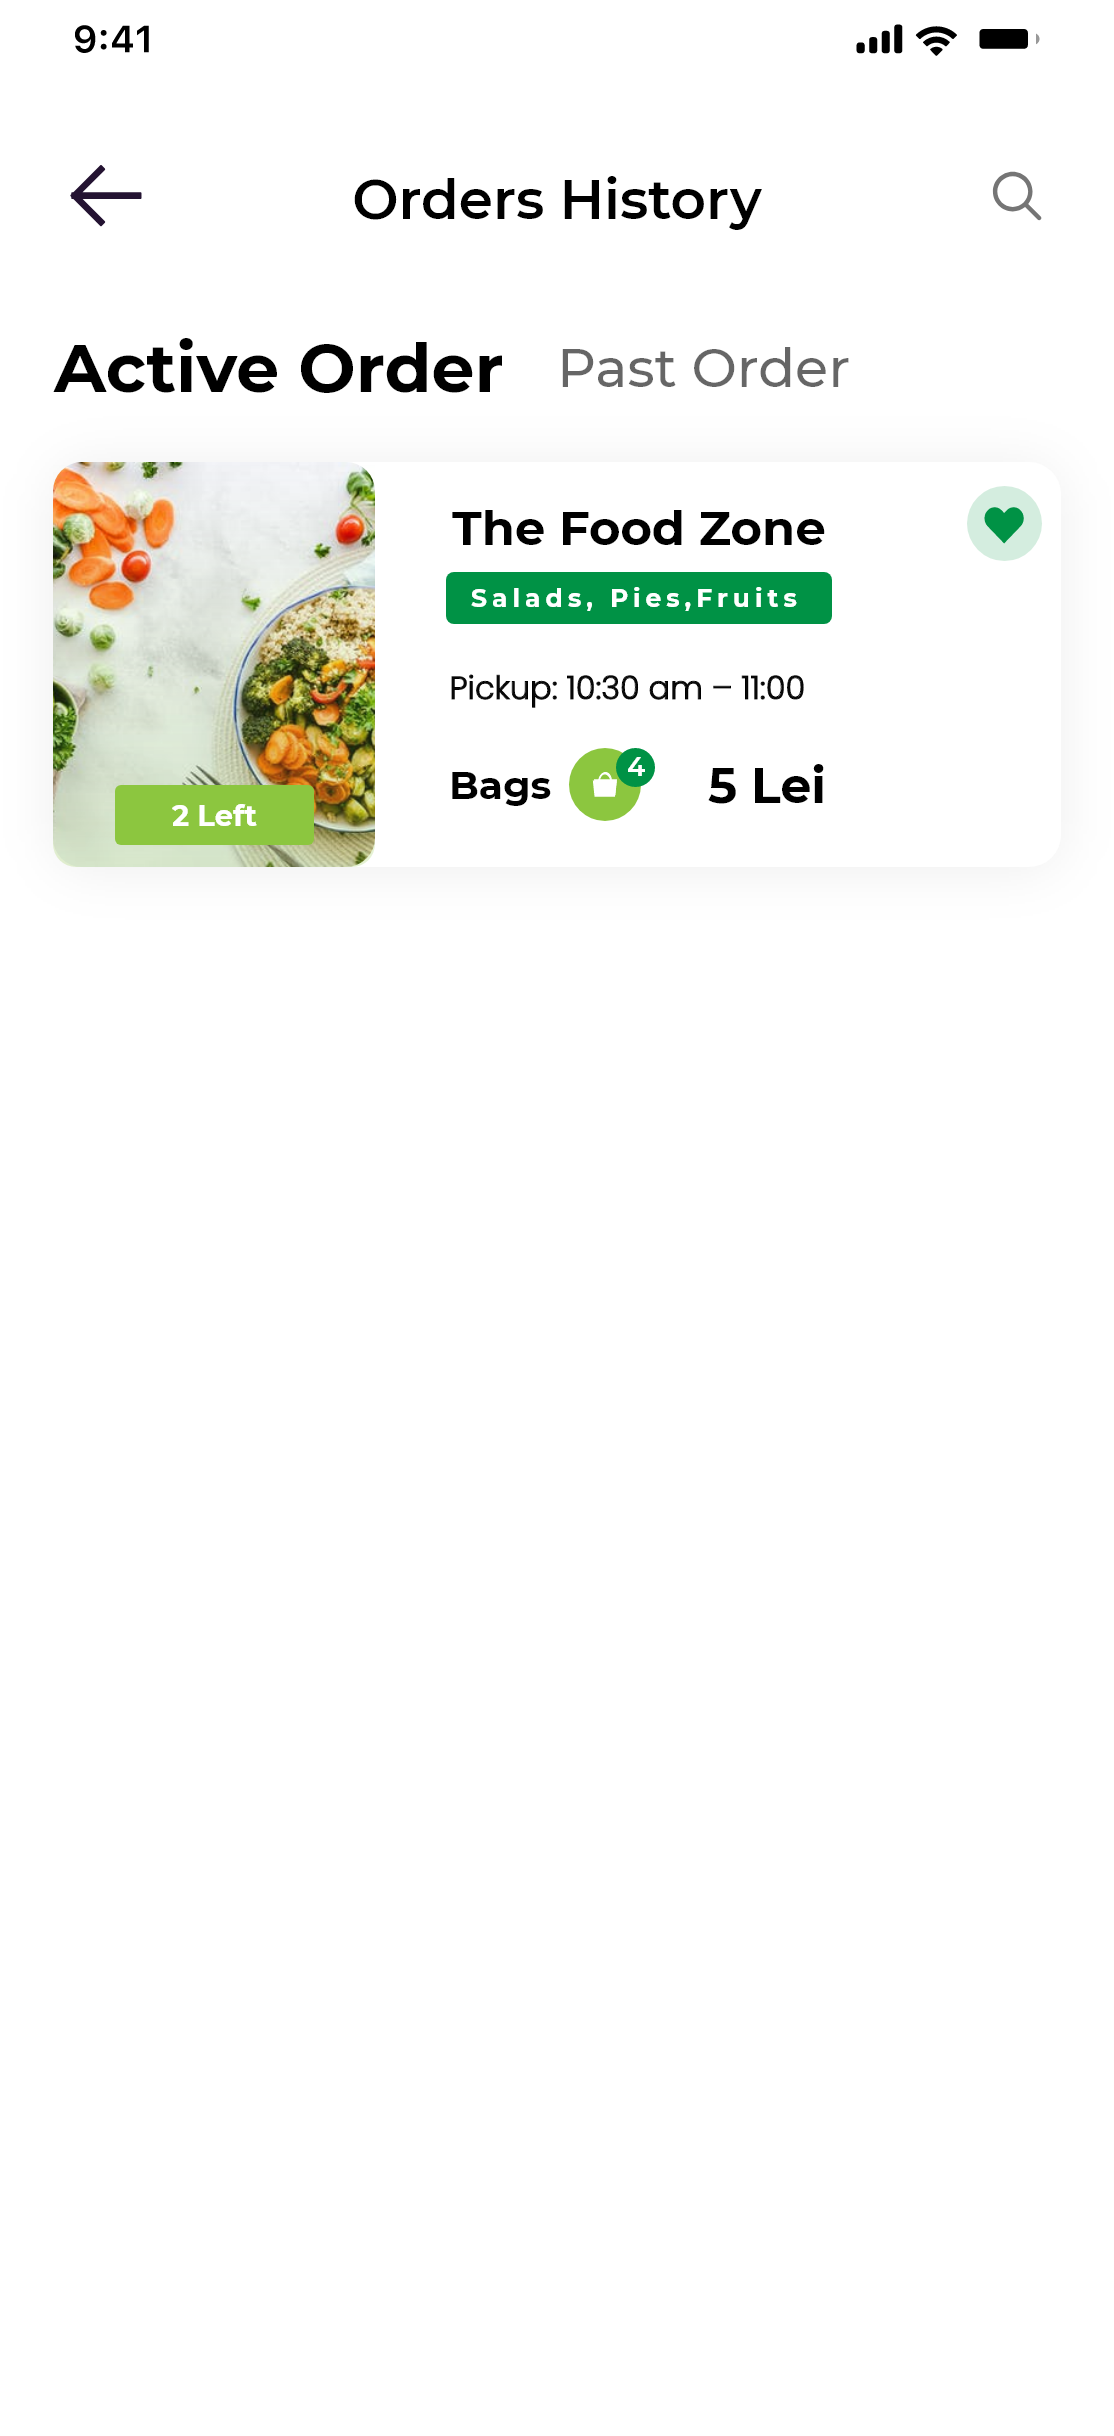 9:41
Orders History
Active Order
Past Order
The Food Zone
Salads, Pies,Fruits
Pickup: 10:30 am – 11:00
Bags
4
5 Lei
2 Left